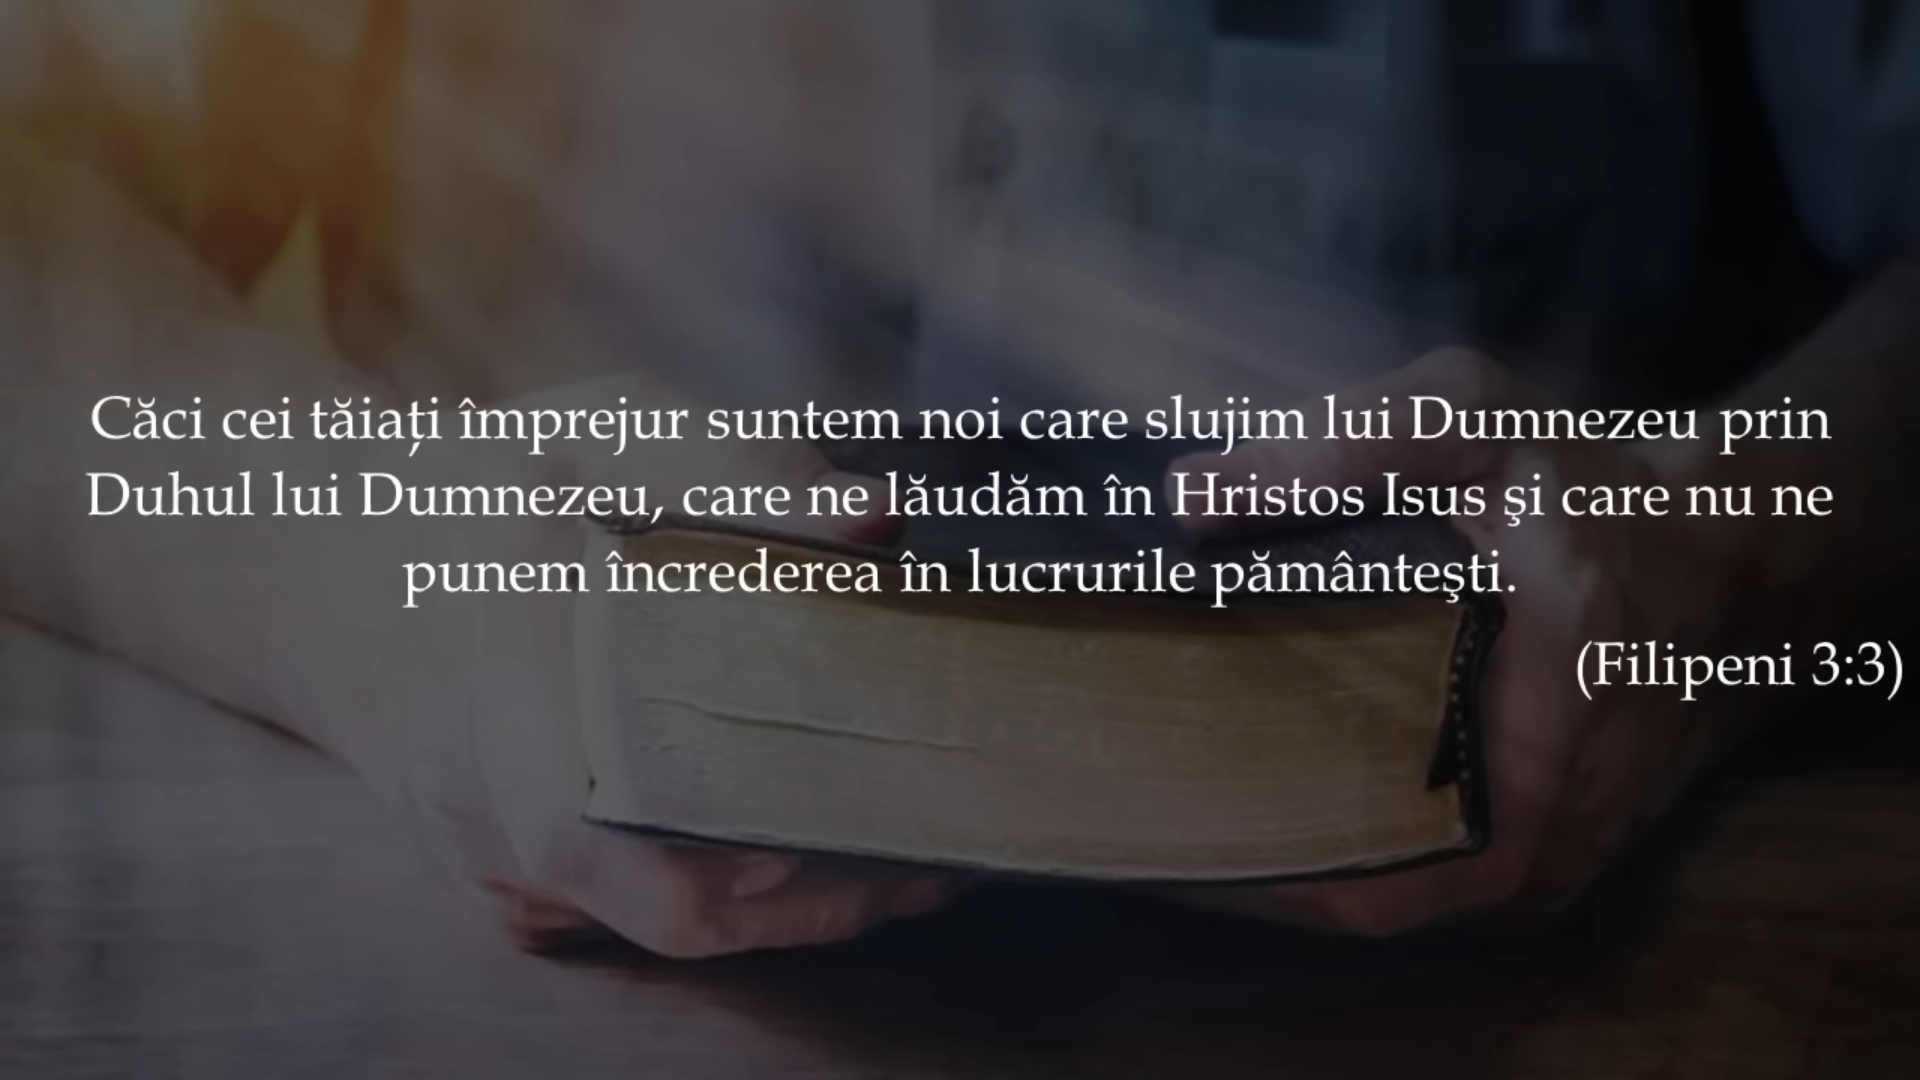 Căci cei tăiați împrejur suntem noi care slujim lui Dumnezeu prin
Duhul lui Dumnezeu, care ne lăudăm în Hristos Isus şi care nu ne
punem încrederea în lucrurile pământeşti.
(Filipeni 3:3)